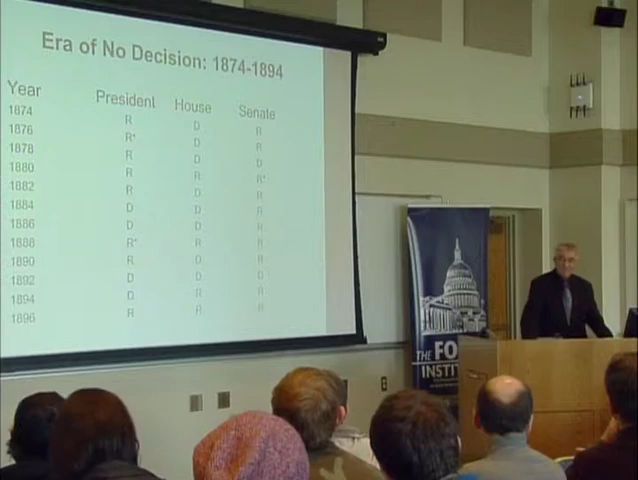 Era of No Decision: 1874-1894
Year President House Senate
1874 R D R
1876 R* D R
1878 R D D
1880 R R R*
1882 R D R
1884 D D R
1886 D D R
1888 R* R R
1890 R D R
1892 D D D
1894 D R R
1896 R R R
THE FO
INSTIT